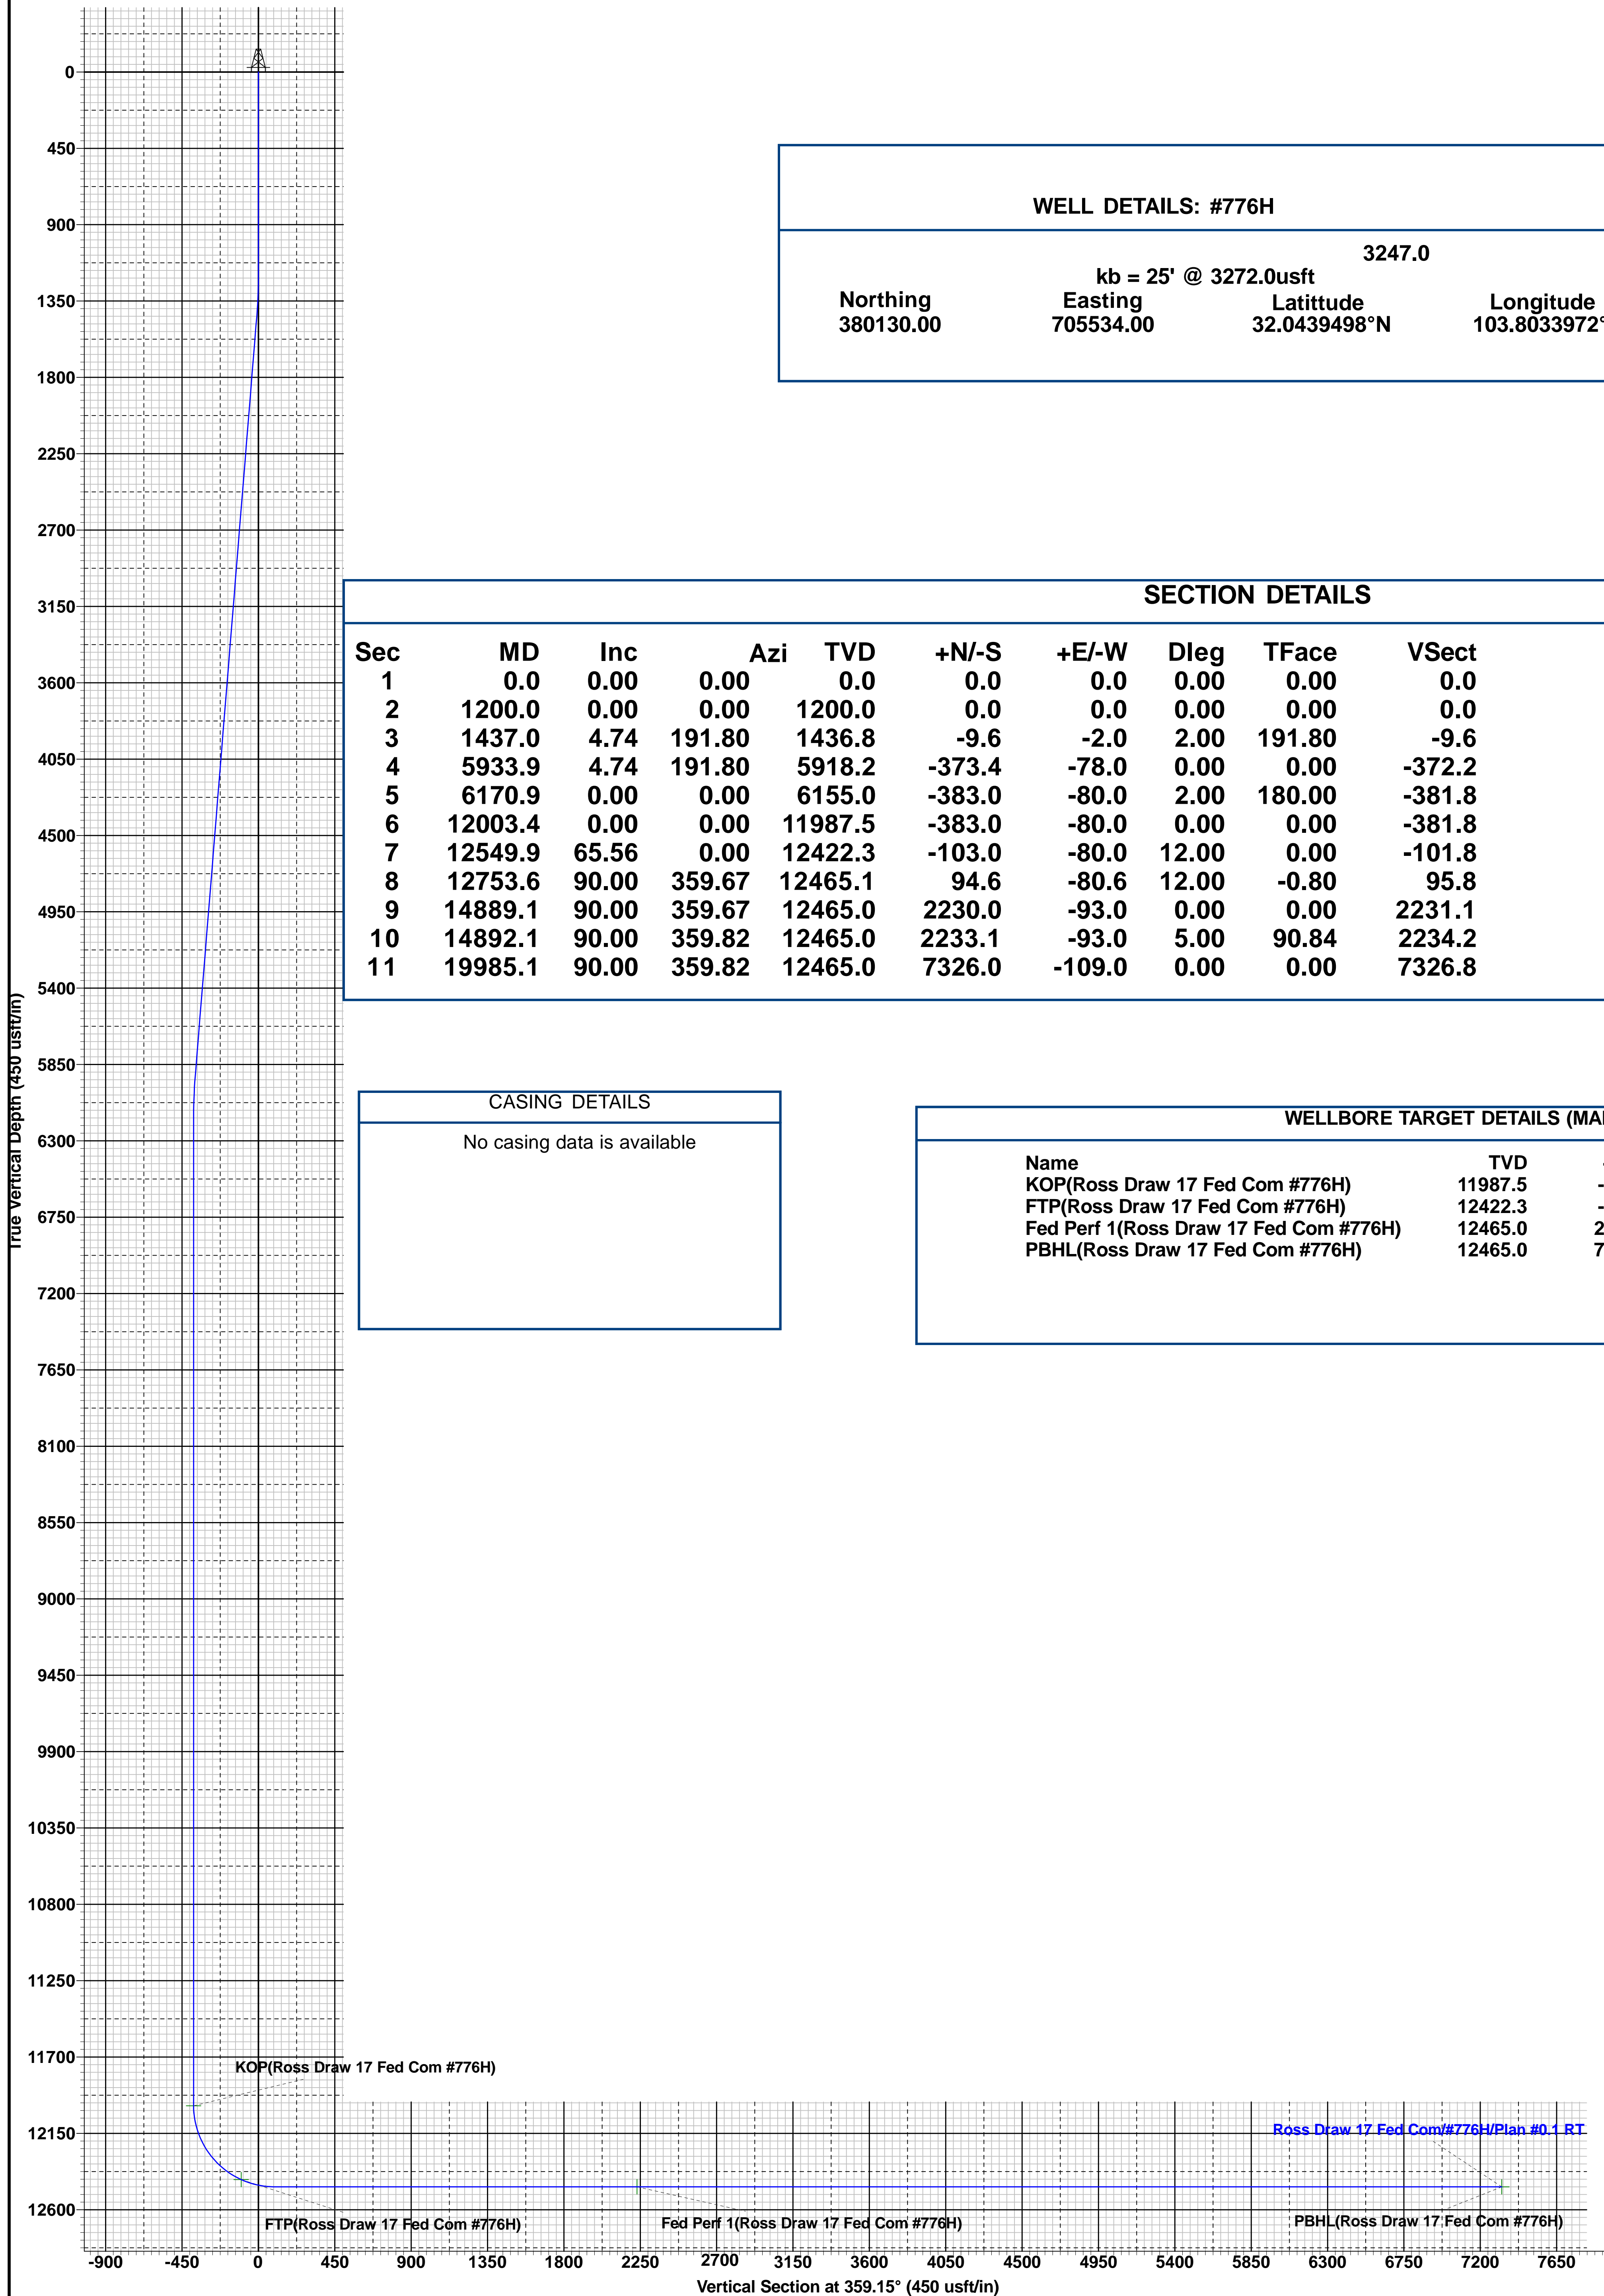 0
450
900
1350
1800
2250
2700
3150
3600
4050
4500
4950
5400
5850
6300
6750
7200
7650
8100
8550
9000
9450
9900
10350
10800
11250
11700
12150
12600
True Vertical Depth (450 usft/in)
WELL DETAILS: #776H
3247.0
kb = 25' @ 3272.0usft
Northing Easting Latittude Longitude
380130.00 705534.00 32.0439498°N 103.8033972°
SECTION DETAILS
Sec MD Inc Azi TVD +N/-S +E/-W Dleg TFace VSect
1 0.0 0.00 0.00 0.0 0.0 0.0 0.00 0.00 0.0
2 1200.0 0.00 0.00 1200.0 0.0 0.0 0.00 0.00 0.0
3 1437.0 4.74 191.80 1436.8 -9.6 -2.0 2.00 191.80 -9.6
4 5933.9 4.74 191.80 5918.2 -373.4 -78.0 0.00 0.00 -372.2
5 6170.9 0.00 0.00 6155.0 -383.0 -80.0 2.00 180.00 -381.8
6 12003.4 0.00 0.00 11987.5 -383.0 -80.0 0.00 0.00 -381.8
7 12549.9 65.56 0.00 12422.3 -103.0 -80.0 12.00 0.00 -101.8
8 12753.6 90.00 359.67 12465.1 94.6 -80.6 12.00 -0.80 95.8
9 14889.1 90.00 359.67 12465.0 2230.0 -93.0 0.00 0.00 2231.1
10 14892.1 90.00 359.82 12465.0 2233.1 -93.0 5.00 90.84 2234.2
11 19985.1 90.00 359.82 12465.0 7326.0 -109.0 0.00 0.00 7326.8
CASING DETAILS
No casing data is available
WELLBORE TARGET DETAILS (MA
Name TVD
KOP(Ross Draw 17 Fed Com #776H) 11987.5 -
FTP(Ross Draw 17 Fed Com #776H) 12422.3 -
Fed Perf 1(Ross Draw 17 Fed Com #776H) 12465.0 2
PBHL(Ross Draw 17 Fed Com #776H) 12465.0 7
KOP(Ross Draw 17 Fed Com #776H)
Ross Draw 17 Fed Com/#776H/Plan #0.1 RT
FTP(Ross Draw 17 Fed Com #776H)
Fed Perf 1(Ross Draw 17 Fed Com #776H)
PBHL(Ross Draw 17 Fed Com #776H)
-900 -450 0 450 900 1350 1800 2250 2700 3150 3600 4050 4500 4950 5400 5850 6300 6750 7200 7650
Vertical Section at 359.15° (450 usft/in)